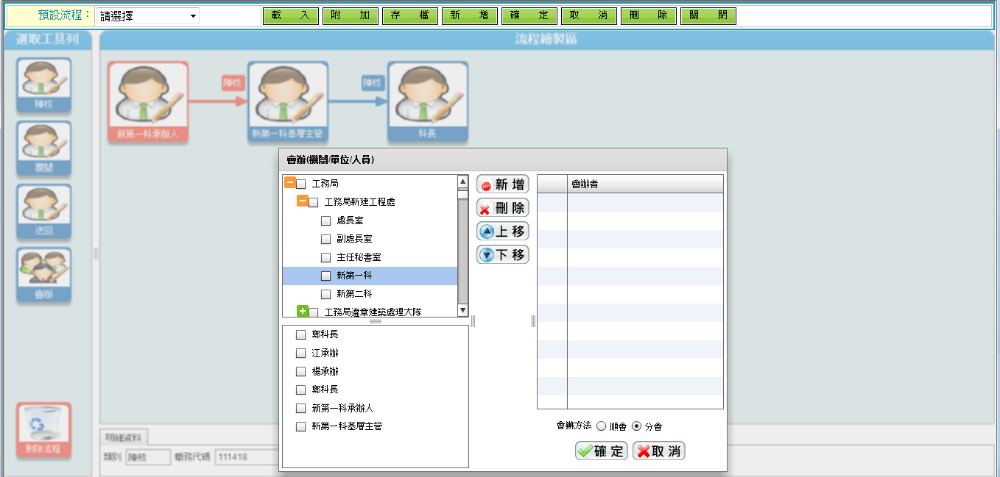 預設流程： 請選擇 載 入 附 加 存 檔 新 增 確 定 取 消 刪 除 關 閉
選取工具列 流程繪製區
陳核
覆閱
退回
會辦
刪除流程
陳核 陳核
新第一科承辦人 新第一科基層主管 科長
會辦(機關/單位/人員)
工務局
工務局新建工程處
處長室
副處長室
主任秘書室
新第一科
新第二科
工務局違章建築處理大隊
鄭科長
江承辦
楊承辦
鄭科長
新第一科承辦人
新第一科基層主管
新 增
刪 除
上 移
下 移
會辦者
會辦方法 順會 分會
確 定 取 消
明細資料
類別 陳核 職務代碼 111418